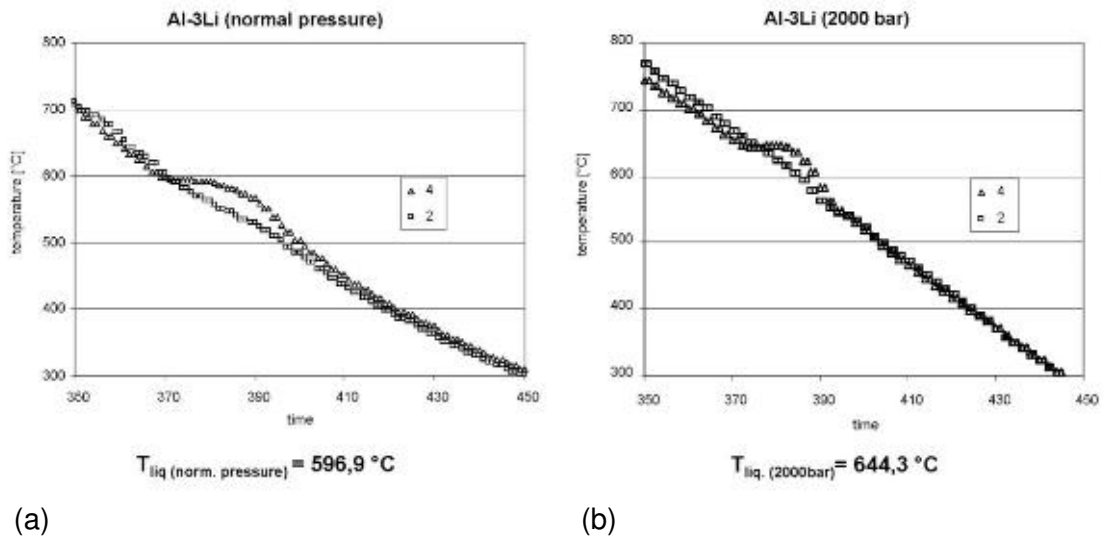 Al-3Li (normal pressure)
800
700
600
500
400
300
temperature [°C]
4
2
350 370 390 410 430 450
time
T liq (norm. pressure) = 596,9 °C
(a)
Al-3Li (2000 bar)
800
700
600
500
400
300
temperature [°C]
4
2
350 370 390 410 430 450
time
T liq. (2000bar) = 644,3 °C
(b)